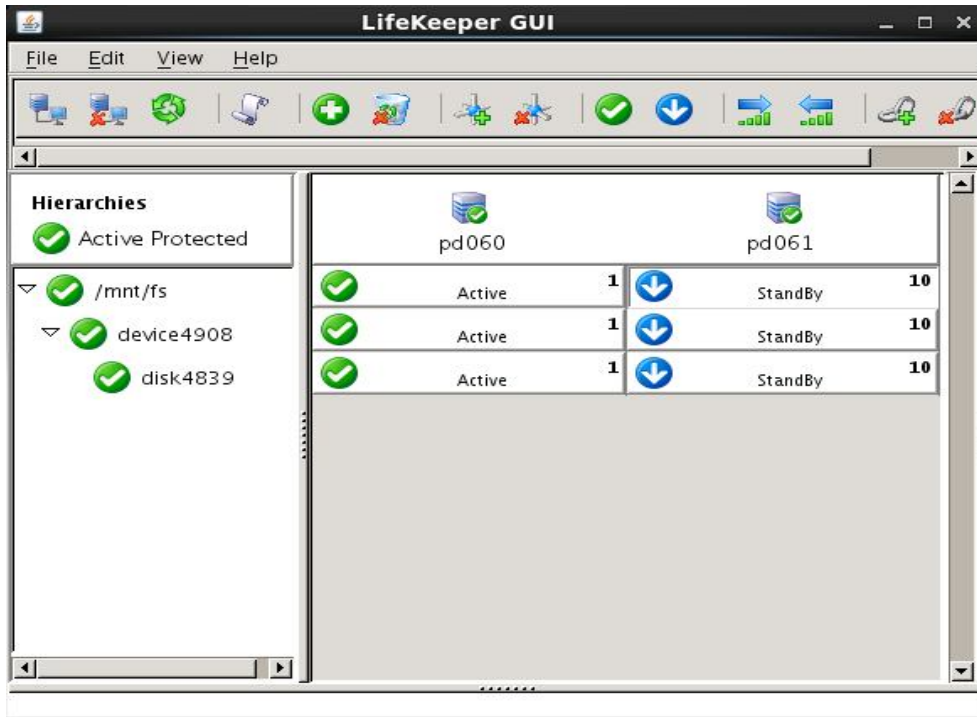 LifeKeeper GUI
File Edit View Help
Hierarchies
Active Protected
pd060 pd061
/mnt/fs Active 1 StandBy 10
device4908 Active 1 StandBy 10
disk4839 Active 1 StandBy 10